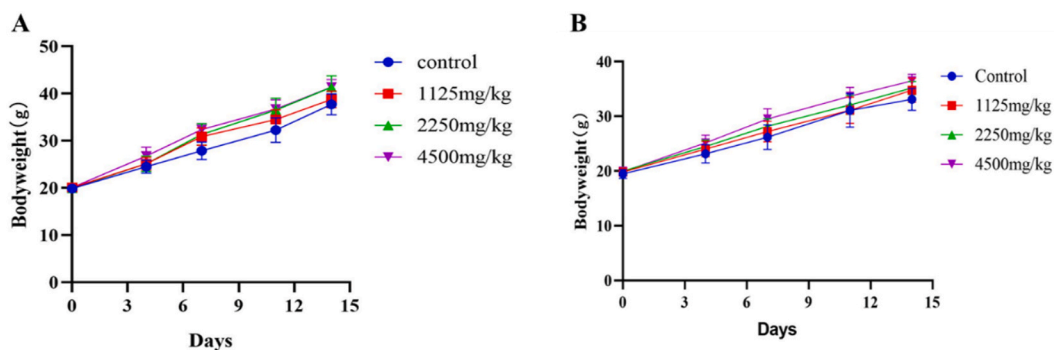 A
Bodyweight(g)
50
40
30
20
10
0
0 3 6 9 12 15
Days
control
1125mg/kg
2250mg/kg
4500mg/kg
B
Bodyweight(g)
40
30
20
10
0
0 3 6 9 12 15
Days
Control
1125mg/kg
2250mg/kg
4500mg/kg